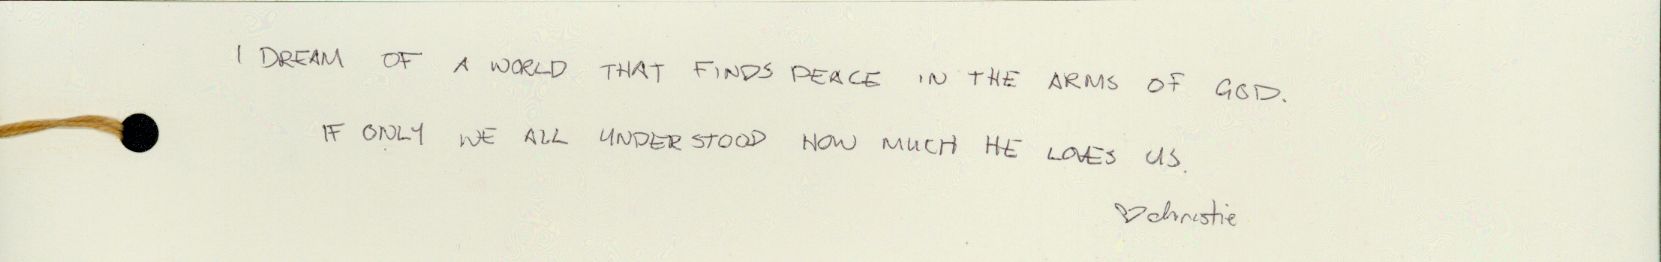 I DREAM OF A WORLD THAT FINDS PEACE IN THE ARMS OF GOD.
IF ONLY WE ALL UNDERSTOOD HOW MUCH HE LOVES US.
♡christie